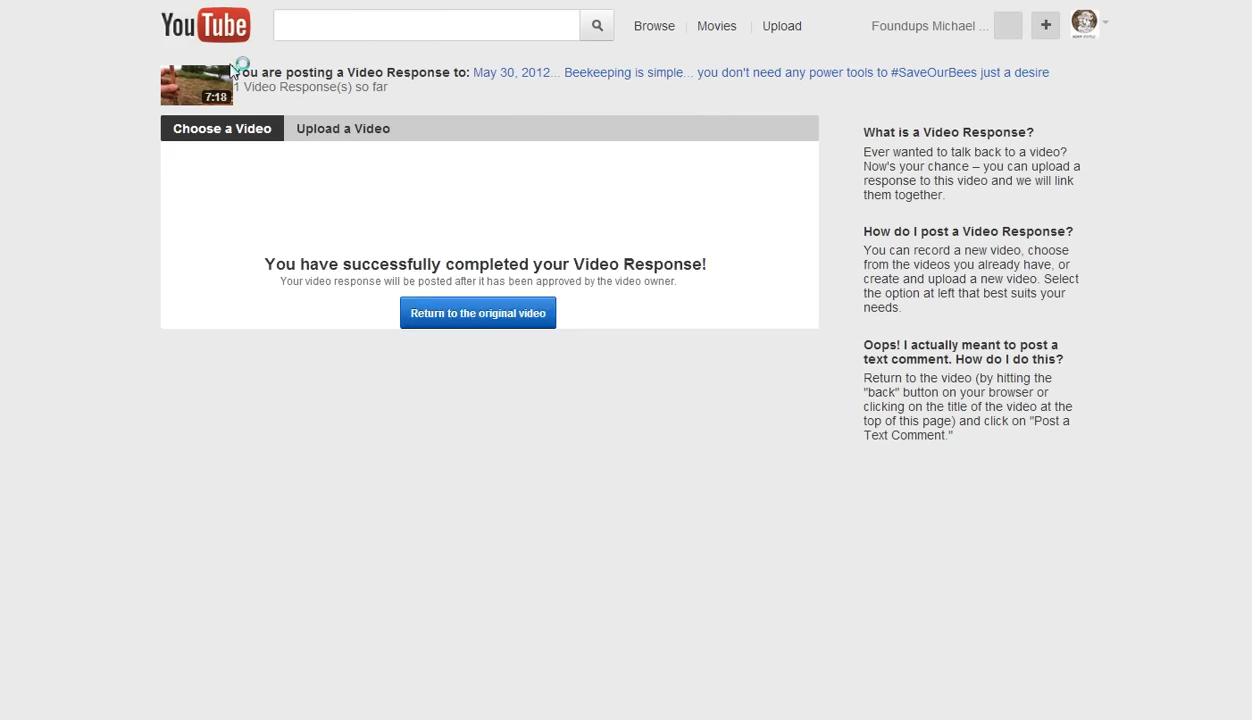 YouTube
Browse Movies Upload Foundups Michael ... +
You are posting a Video Response to: May 30, 2012... Beekeeping is simple... you don't need any power tools to #SaveOurBees just a desire
1 Video Response(s) so far
7:18
Choose a Video Upload a Video
You have successfully completed your Video Response!
Your video response will be posted after it has been approved by the video owner.
Return to the original video
What is a Video Response?
Ever wanted to talk back to a video?
Now's your chance – you can upload a
response to this video and we will link
them together.
How do I post a Video Response?
You can record a new video, choose
from the videos you already have, or
create and upload a new video. Select
the option at left that best suits your
needs.
Oops! I actually meant to post a
text comment. How do I do this?
Return to the video (by hitting the
"back" button on your browser or
clicking on the title of the video at the
top of this page) and click on "Post a
Text Comment."